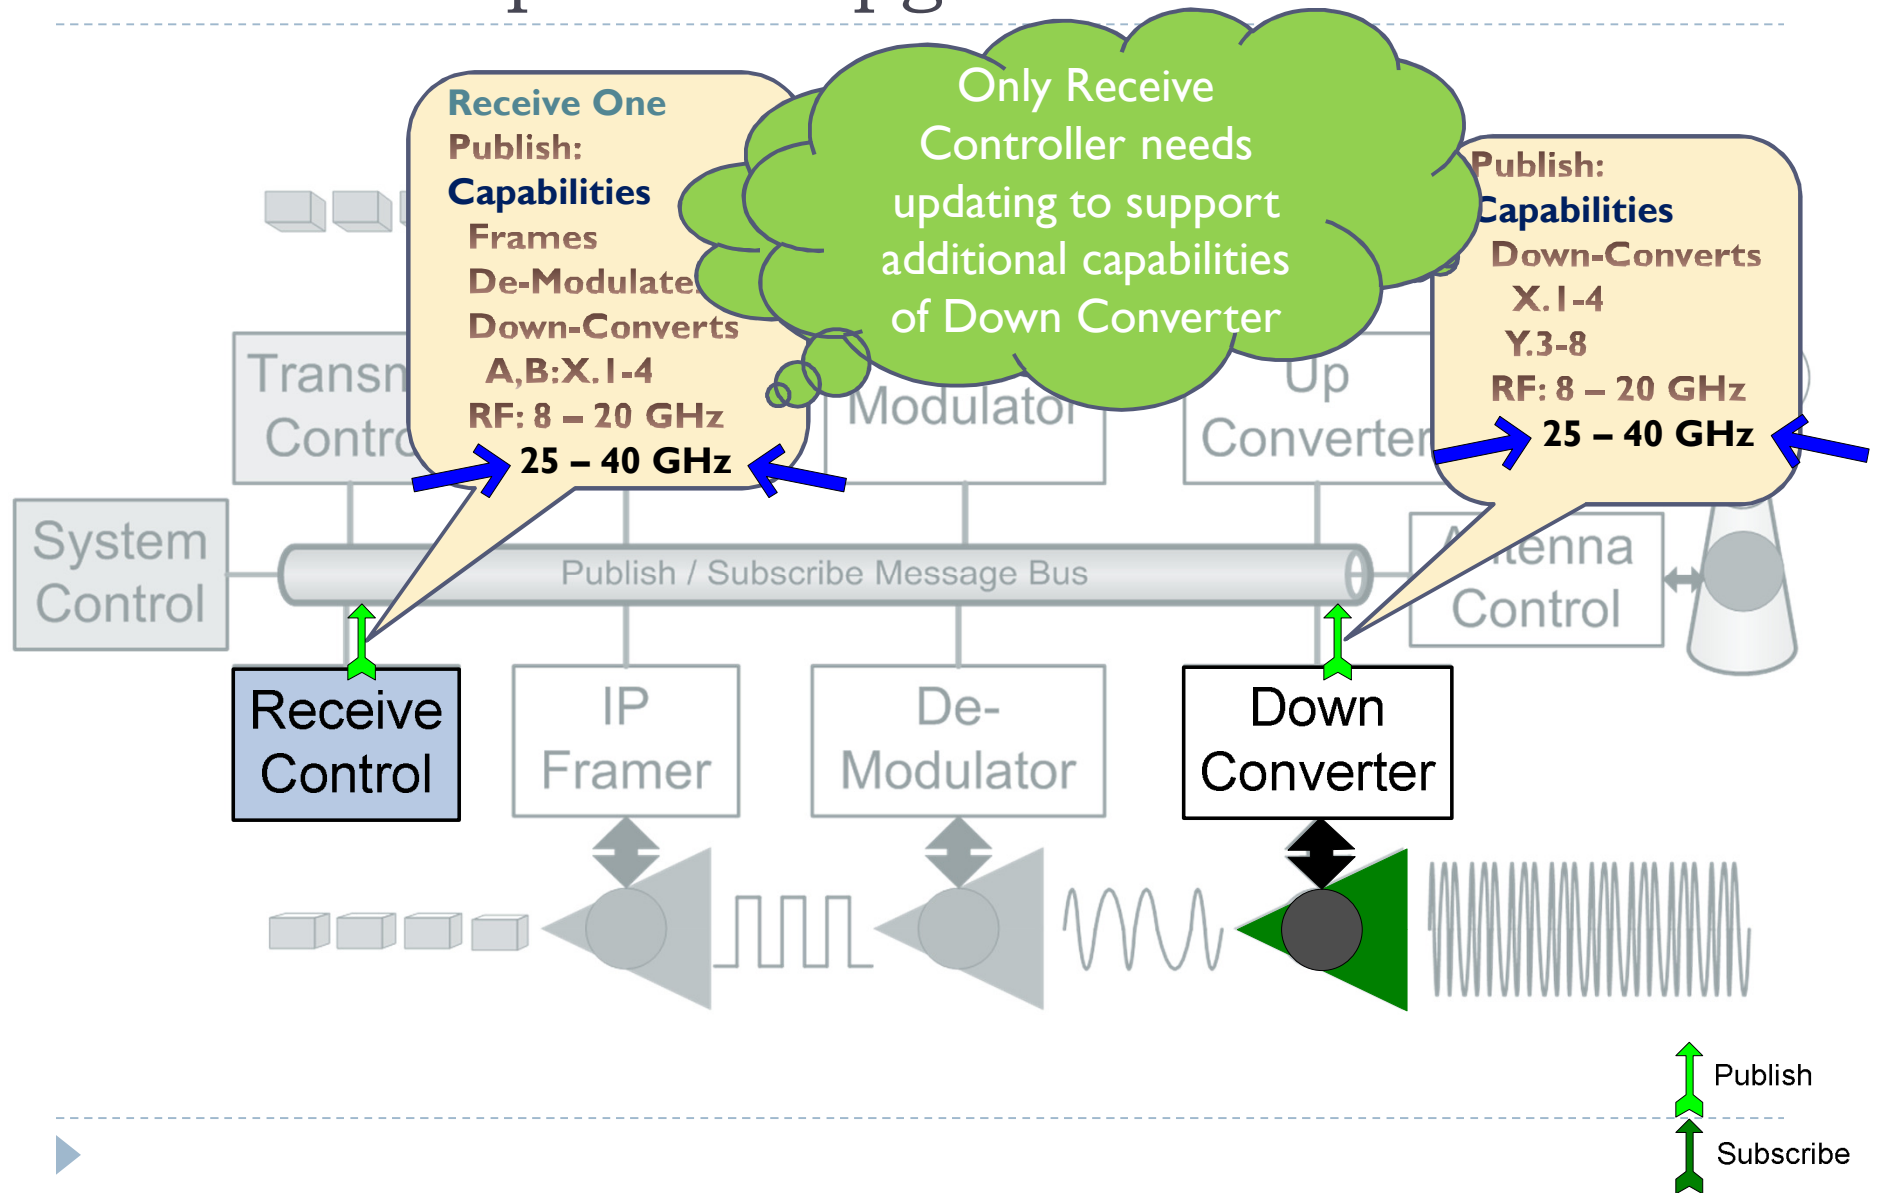 Receive One
Publish:
Capabilities
Frames
De-Modulate
Down-Converts
A,B:X.1-4
RF: 8 – 20 GHz
25 – 40 GHz
Only Receive
Controller needs
updating to support
additional capabilities
of Down Converter
Publish:
Capabilities
Down-Converts
X.1-4
Y.3-8
RF: 8 – 20 GHz
25 – 40 GHz
Modulator
Up
Converter
System
Control
Publish / Subscribe Message Bus
Control
Receive
Control
IP
Framer
De-
Modulator
Down
Converter
Publish
Subscribe